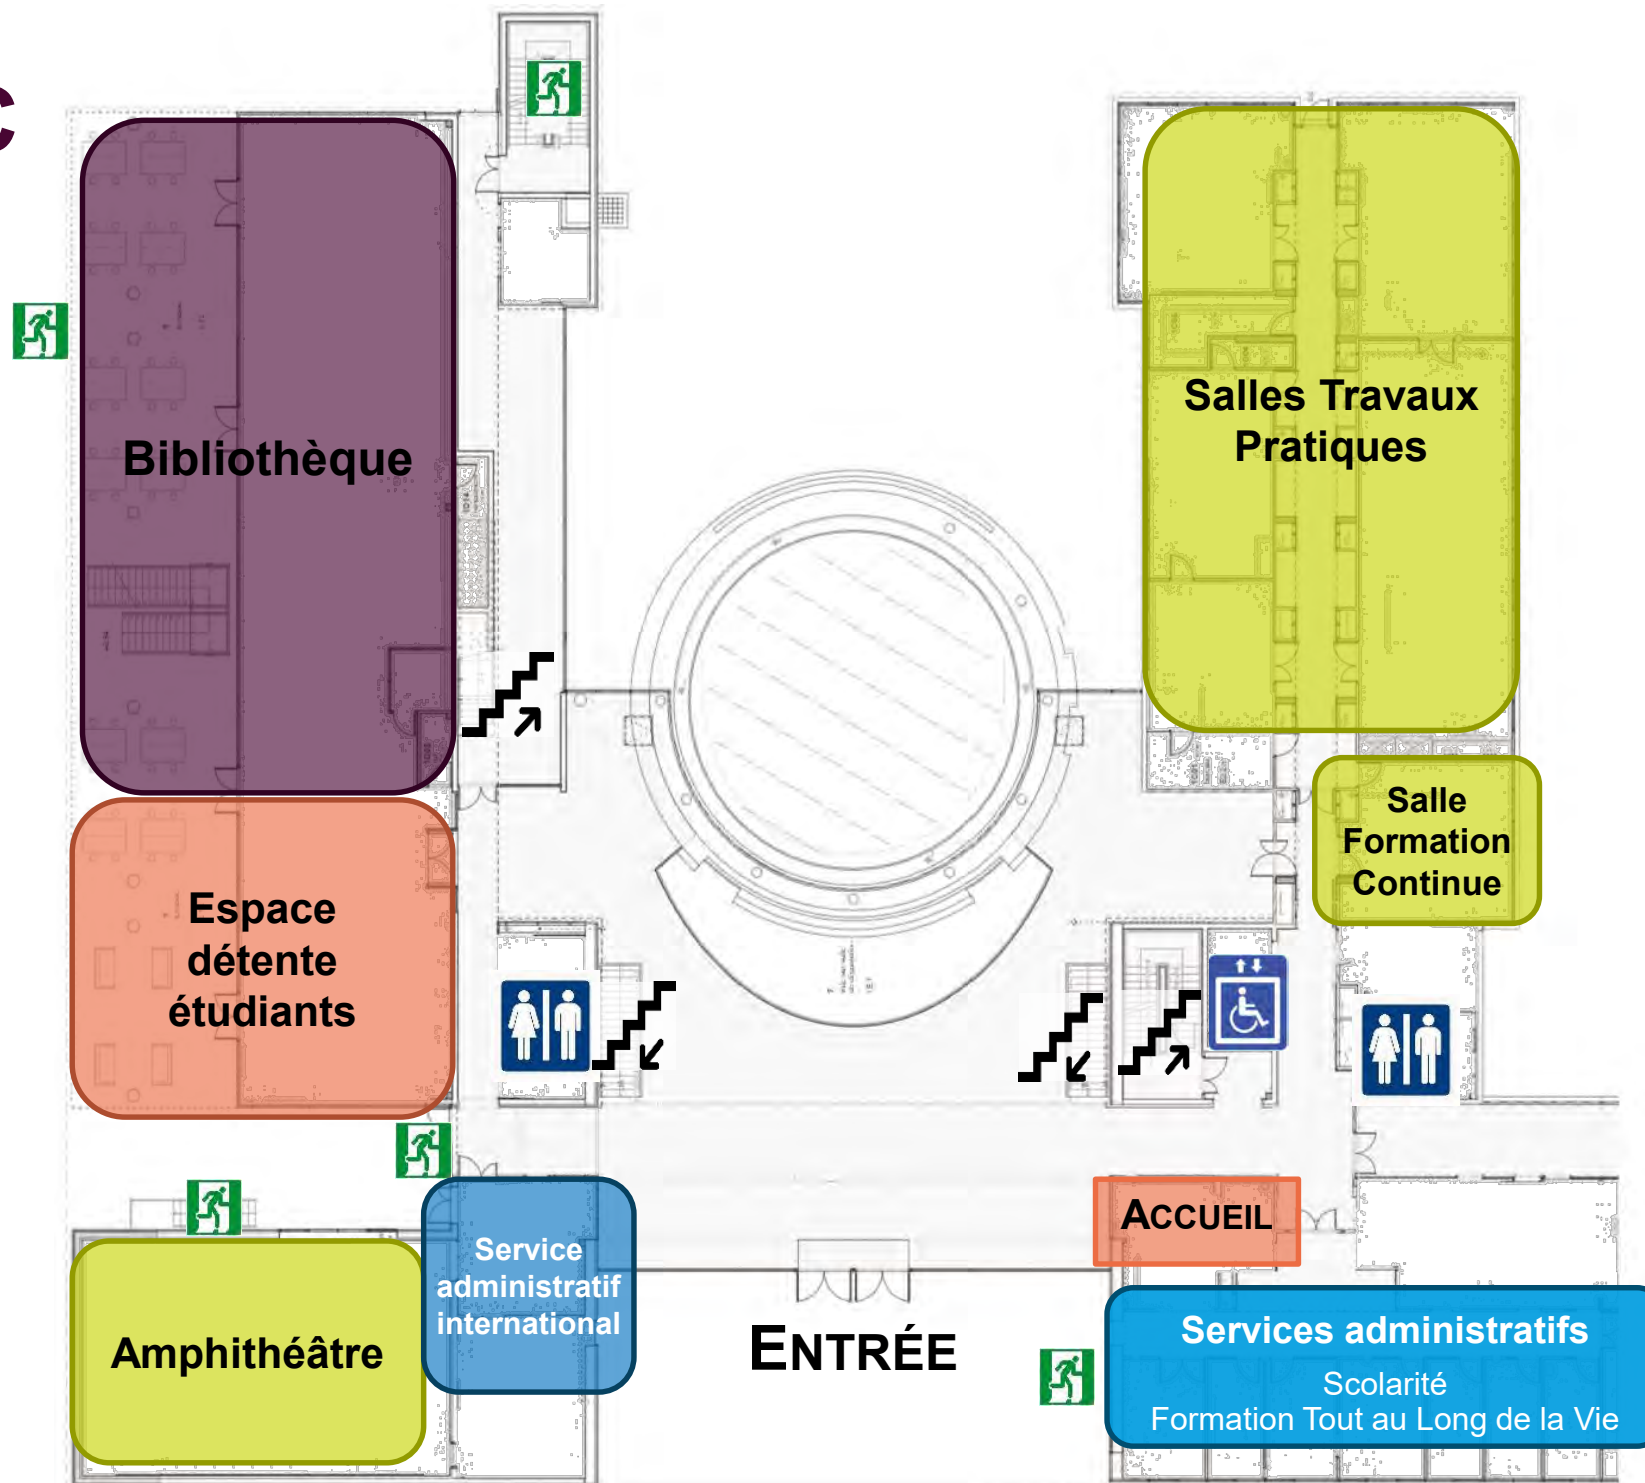 C
Bibliothèque
Salles Travaux
Pratiques
Salle
Formation
Continue
Espace
détente
étudiants
ACCUEIL
Service
administratif
international
Amphithéâtre
ENTRÉE
Services administratifs
Scolarité
Formation Tout au Long de la Vie